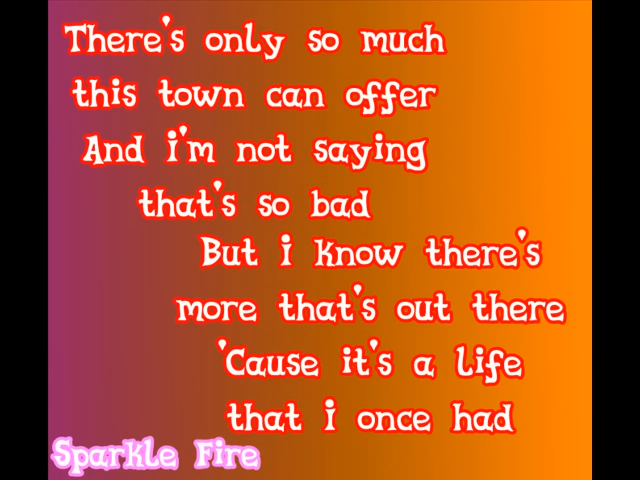 There's only so much
this town can offer
And i'm not saying
that's so bad
But i know there's
more that's out there
'Cause it's a life
that i once had
Sparkle Fire